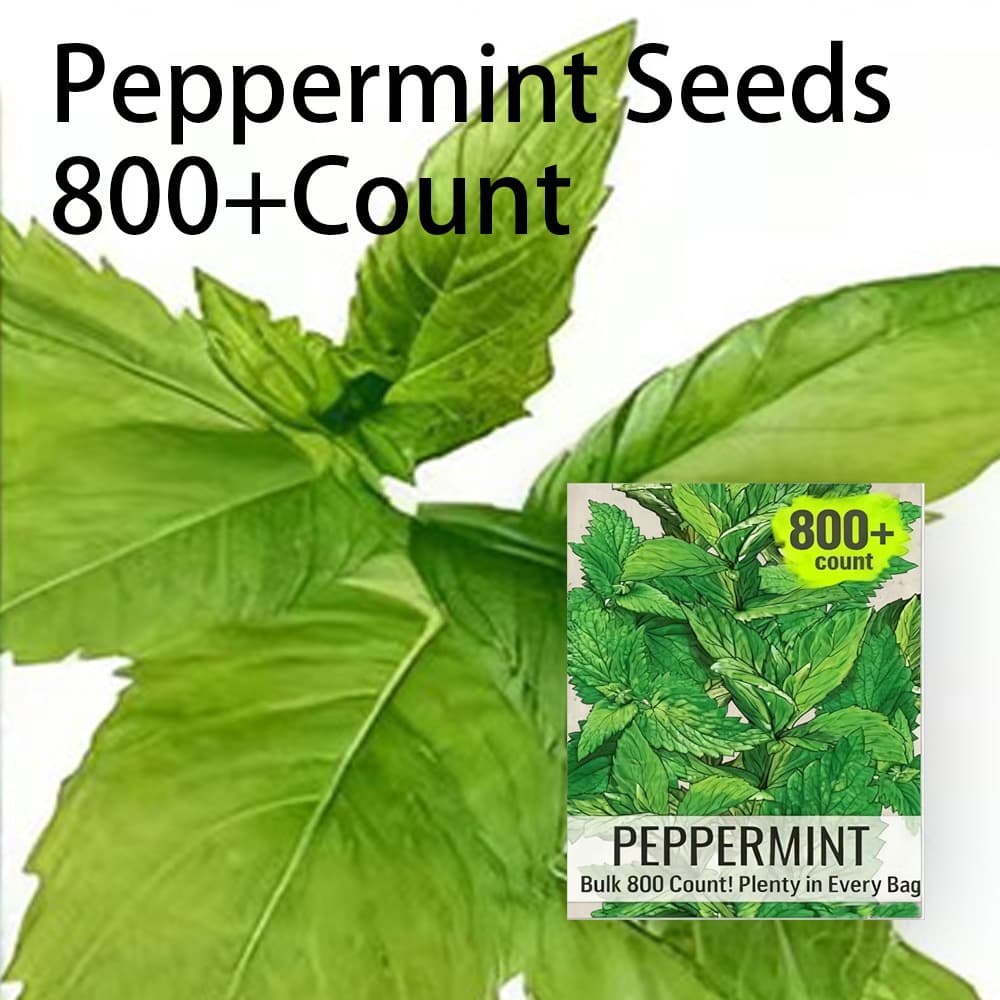 Peppermint Seeds
800+Count
800+
count
PEPPERMINT
Bulk 800 Count! Plenty in Every Bag